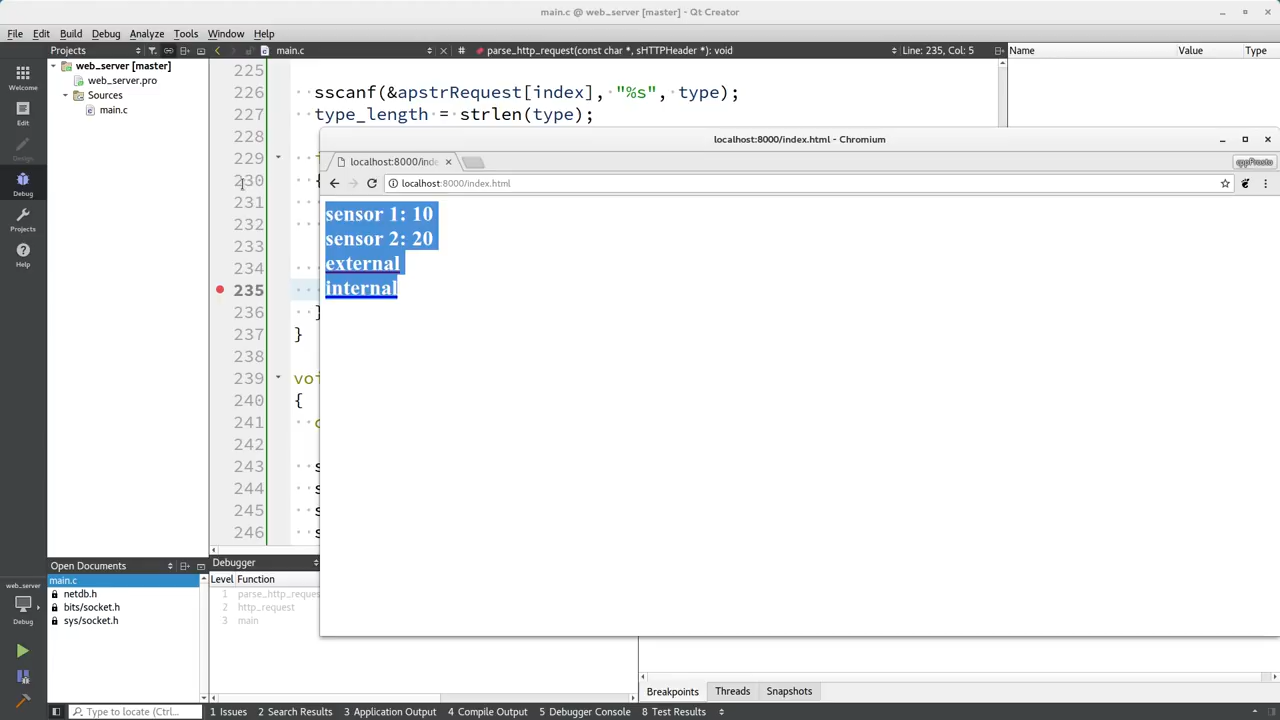 main.c @ web_server [master] - Qt Creator
File Edit Build Debug Analyze Tools Window Help
Projects
main.c
# parse_http_request(const char *, sHTTPHeader *): void
Line: 235, Col: 5
Name Value Type
Welcome
Edit
Design
Debug
Projects
Help
web_server
Debug
web_server [master]
web_server.pro
Sources
main.c
225
226 sscanf(&apstrRequest[index], "%s", type);
227 type_length = strlen(type);
228
229
230 {
231
232
233
234
235
236 }
237 }
238
239 voi
240 {
241
242
243 s
244 s
245 s
246 s
localhost:8000/index.html - Chromium
localhost:8000/inde
cppProsto
localhost:8000/index.html
sensor 1: 10
sensor 2: 20
external
internal
Open Documents
main.c
netdb.h
bits/socket.h
sys/socket.h
Debugger
Level Function
1 parse_http_reques
2 http_request
3 main
Breakpoints Threads Snapshots
Type to locate (Ctrl...
1 Issues 2 Search Results 3 Application Output 4 Compile Output 5 Debugger Console 8 Test Results